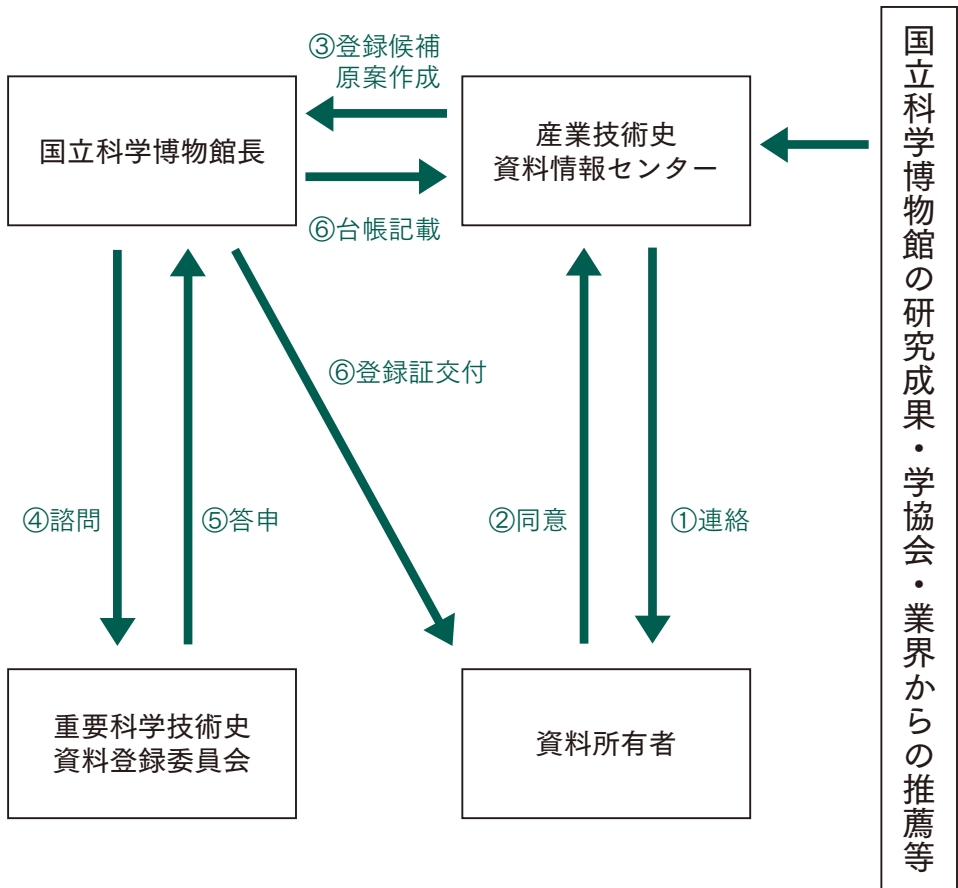 ③登録候補
原案作成
国立科学博物館長
産業技術史
資料情報センター
⑥台帳記載
⑥登録証交付
④諮問
⑤答申
②同意
①連絡
重要科学技術史
資料登録委員会
資料所有者
国立科学博物館の研究成果・学協会・業界からの推薦等